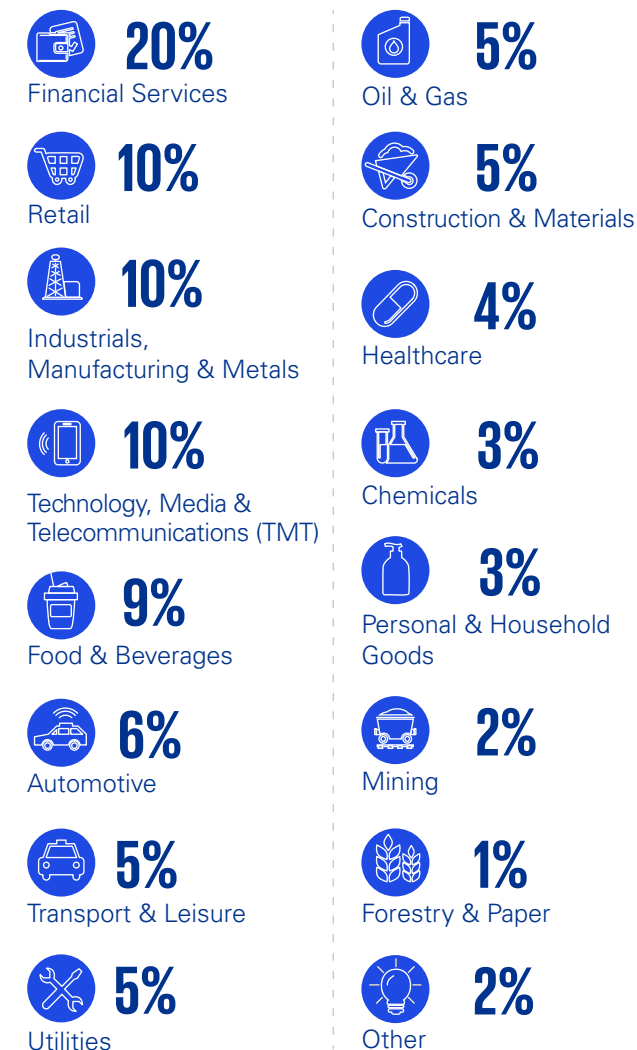 20%
Financial Services
10%
Retail
10%
Industrials,
Manufacturing & Metals
10%
Technology, Media &
Telecommunications (TMT)
9%
Food & Beverages
6%
Automotive
5%
Transport & Leisure
5%
Utilities
5%
Oil & Gas
5%
Construction & Materials
4%
Healthcare
3%
Chemicals
3%
Personal & Household
Goods
2%
Mining
1%
Forestry & Paper
2%
Other